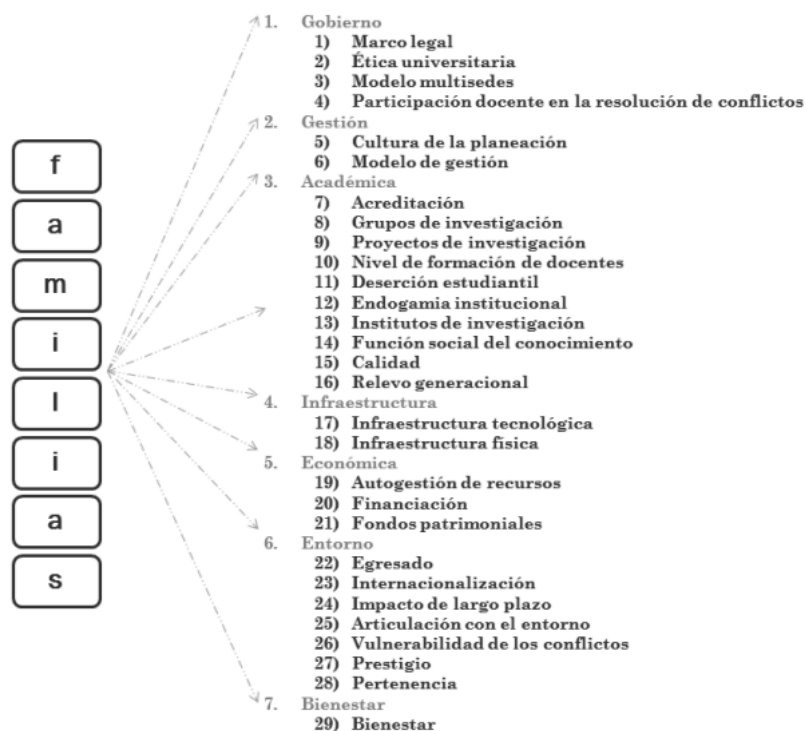 f
a
m
i
l
i
a
s
1. Gobierno
1) Marco legal
2) Ética universitaria
3) Modelo multisedes
4) Participación docente en la resolución de conflictos
2. Gestión
5) Cultura de la planeación
6) Modelo de gestión
3. Académica
7) Acreditación
8) Grupos de investigación
9) Proyectos de investigación
10) Nivel de formación de docentes
11) Deserción estudiantil
12) Endogamia institucional
13) Institutos de investigación
14) Función social del conocimiento
15) Calidad
16) Relevo generacional
4. Infraestructura
17) Infraestructura tecnológica
18) Infraestructura física
5. Económica
19) Autogestión de recursos
20) Financiación
21) Fondos patrimoniales
6. Entorno
22) Egresado
23) Internacionalización
24) Impacto de largo plazo
25) Articulación con el entorno
26) Vulnerabilidad de los conflictos
27) Prestigio
28) Pertenencia
7. Bienestar
29) Bienestar